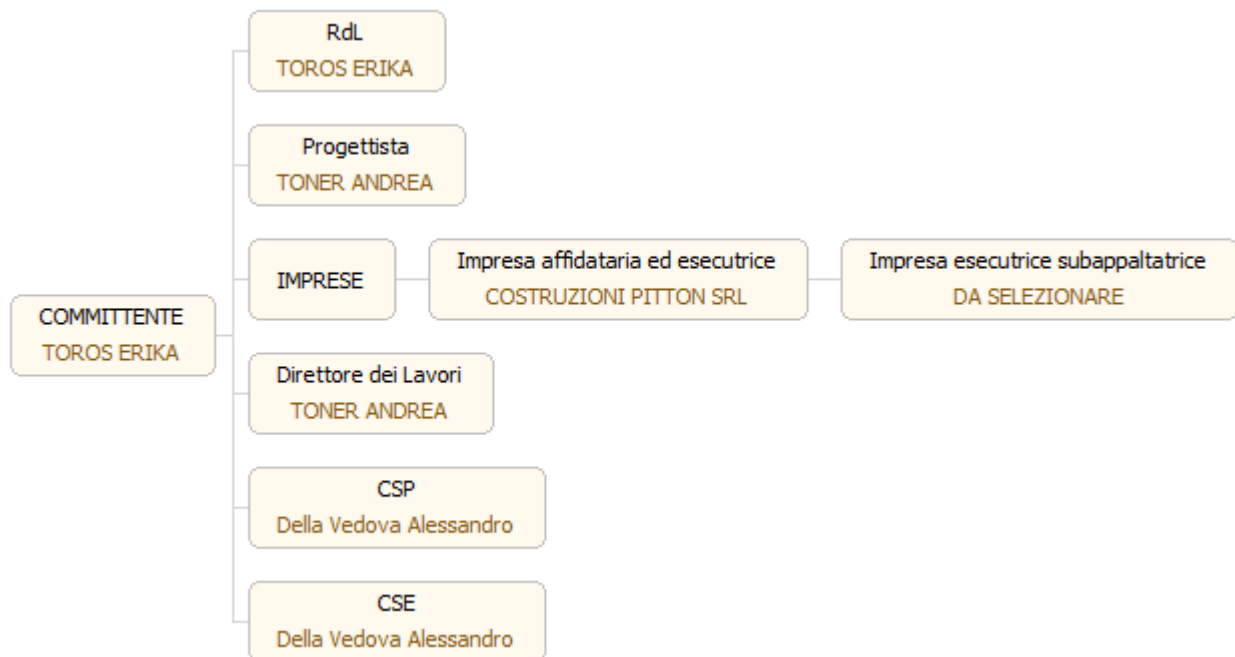 RdL
TOROS ERIKA
Progettista
TONER ANDREA
IMPRESE
Impresa affidataria ed esecutrice
COSTRUZIONI PITTON SRL
Impresa esecutrice subappaltatrice
DA SELEZIONARE
COMMITTENTE
TOROS ERIKA
Direttore dei Lavori
TONER ANDREA
CSP
Della Vedova Alessandro
CSE
Della Vedova Alessandro